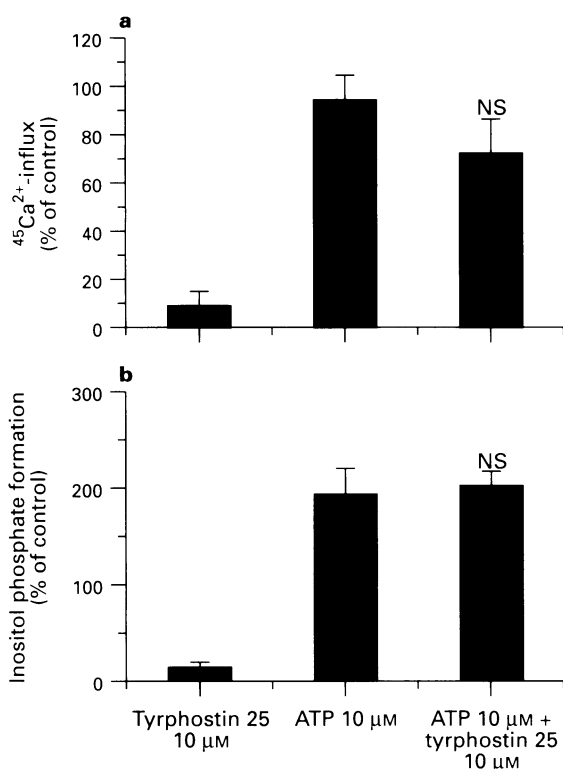 a
120
100
80
60
40
20
0
⁴⁵Ca²⁺-influx
(% of control)
NS
b
300
200
100
0
Inositol phosphate formation
(% of control)
NS
Tyrphostin 25
10 μM
ATP 10 μM
ATP 10 μM +
tyrphostin 25
10 μM